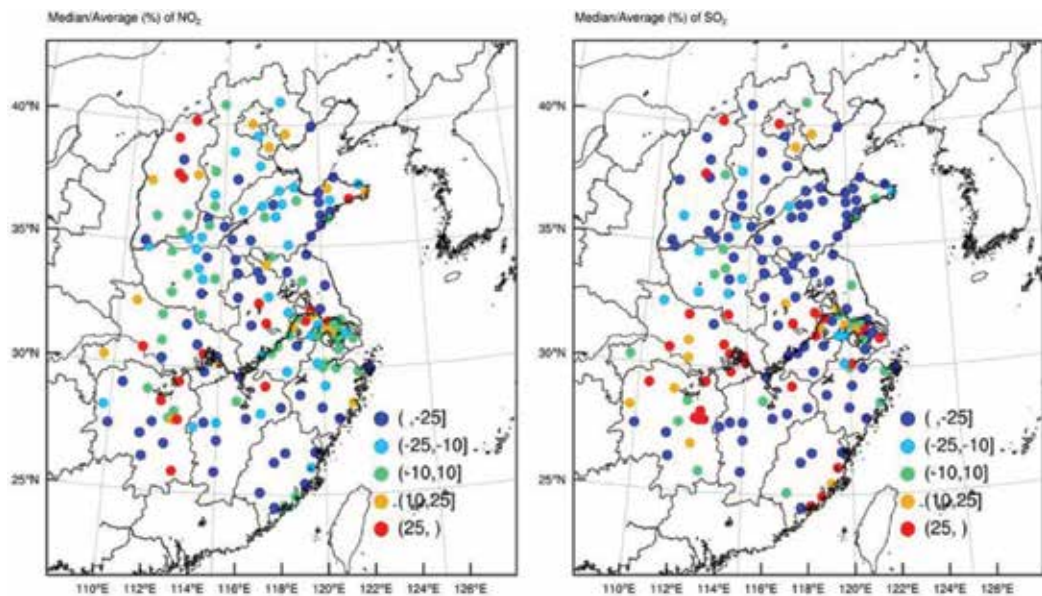 Median/Average (%) of NO₂
40°N
35°N
30°N
25°N
(,-25]
(-25,-10]
(-10,10]
(10,25]
(25, )
110°E 112°E 114°E 116°E 118°E 120°E 122°E 124°E 126°E
Median/Average (%) of SO₂
40°N
35°N
30°N
25°N
(,-25]
(-25,-10]
(-10,10]
(10,25]
(25, )
110°E 112°E 114°E 116°E 118°E 120°E 122°E 124°E 126°E